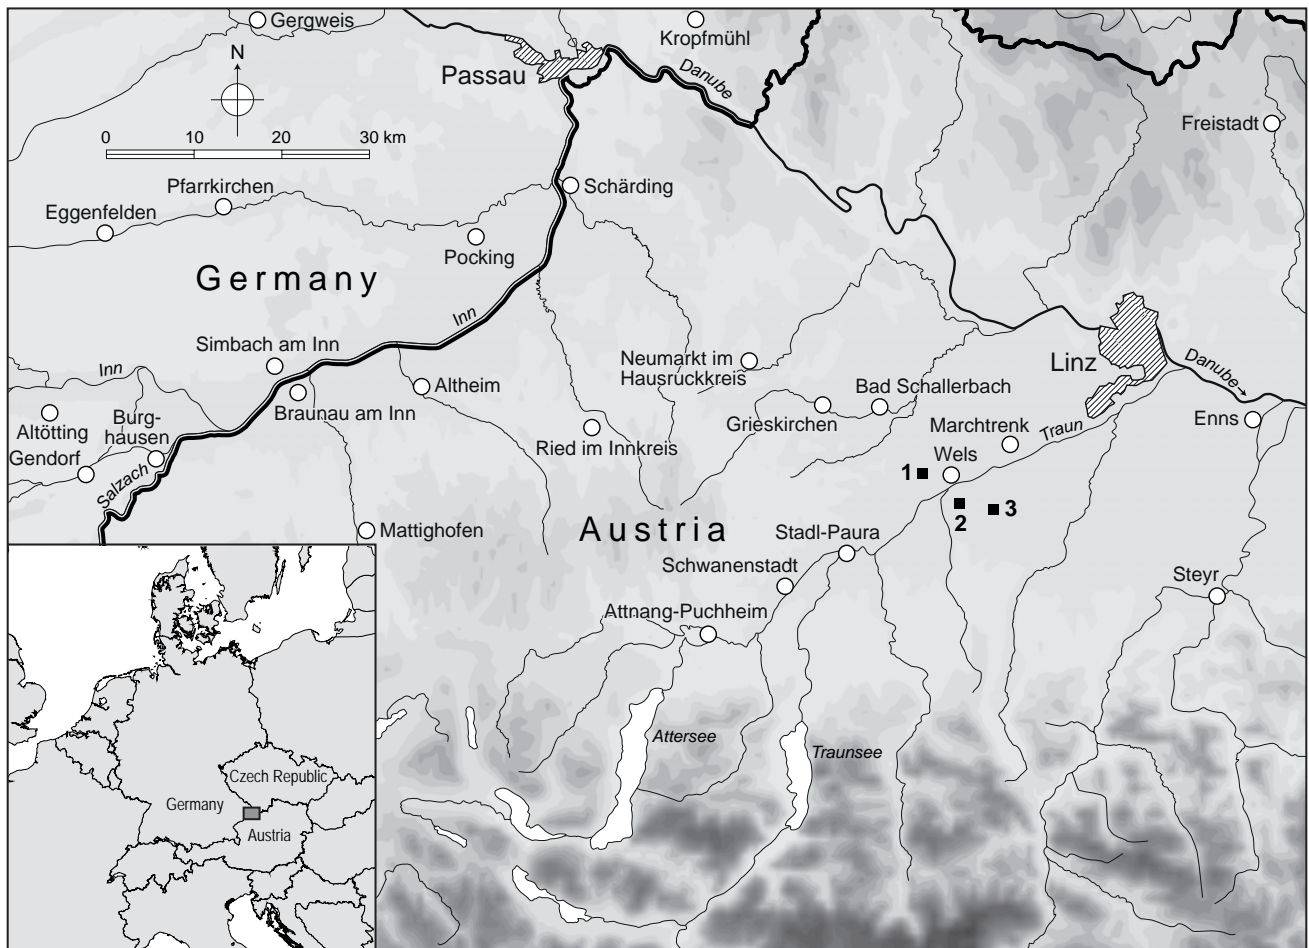 Gergweis
Kropfmühl
N
Passau
Danube
0 10 20 30 km
Freistadt
Pfarrkirchen
Schärding
Eggenfelden
Pocking
Germany
Inn
Simbach am Inn
Neumarkt im
Hausruckkreis
Linz
Danube
Inn
Altheim
Bad Schallerbach
Braunau am Inn
Altötting
Burg-
hausen
Grieskirchen
Marchtrenk
Traun
Enns
Ried im Innkreis
Gendorf
Wels
Salzach
1
2
3
Mattighofen
Austria
Stadl-Paura
Schwanenstadt
Steyr
Attnang-Puchheim
Attersee
Traunsee
Czech Republic
Germany
Austria